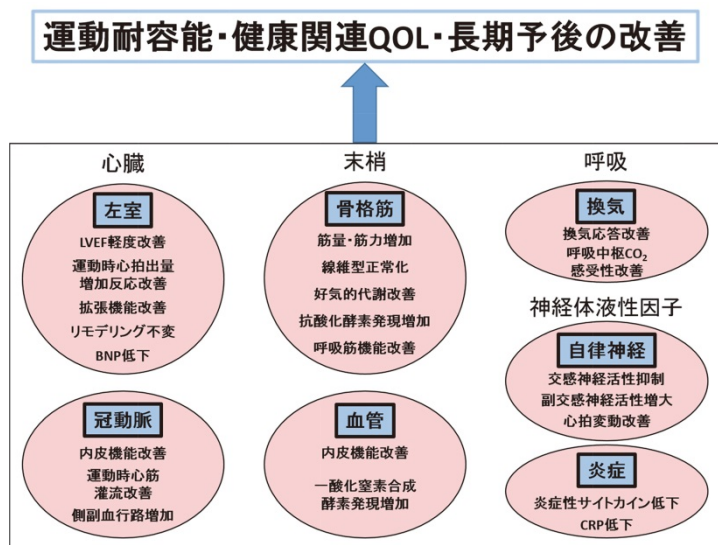 運動耐容能・健康関連QOL・長期予後の改善
心臓
左室
LVEF軽度改善
運動時心拍出量
増加反応改善
拡張機能改善
リモデリング不変
BNP低下
冠動脈
内皮機能改善
運動時心筋
灌流改善
側副血行路増加
末梢
骨格筋
筋量・筋力増加
線維型正常化
好気的代謝改善
抗酸化酵素発現増加
呼吸筋機能改善
血管
内皮機能改善
一酸化窒素合成
酵素発現増加
呼吸
換気
換気応答改善
呼吸中枢CO₂
感受性改善
神経体液性因子
自律神経
交感神経活性抑制
副交感神経活性増大
心拍変動改善
炎症
炎症性サイトカイン低下
CRP低下